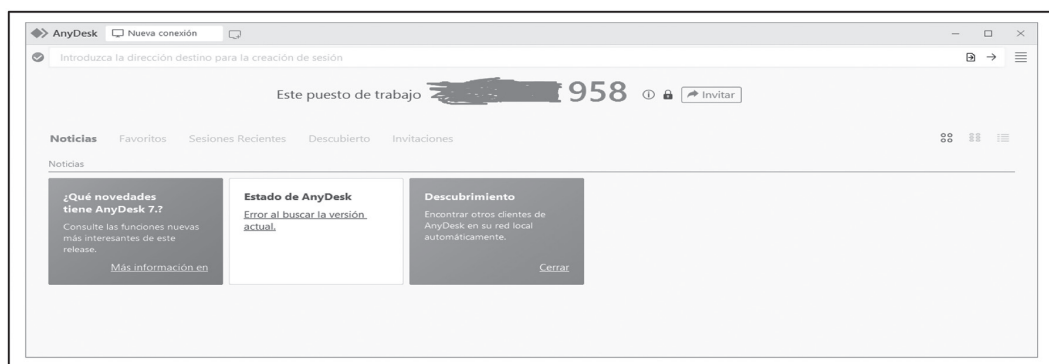 AnyDesk Nueva conexión
Introduzca la dirección destino para la creación de sesión
Este puesto de trabajo 958 Invitar
Noticias Favoritos Sesiones Recientes Descubierto Invitaciones
Noticias
¿Qué novedades
tiene AnyDesk 7.?
Consulte las funciones nuevas
más interesantes de este
release.
Más información en
Estado de AnyDesk
Error al buscar la versión
actual.
Descubrimiento
Encontrar otros clientes de
AnyDesk en su red local
automáticamente.
Cerrar